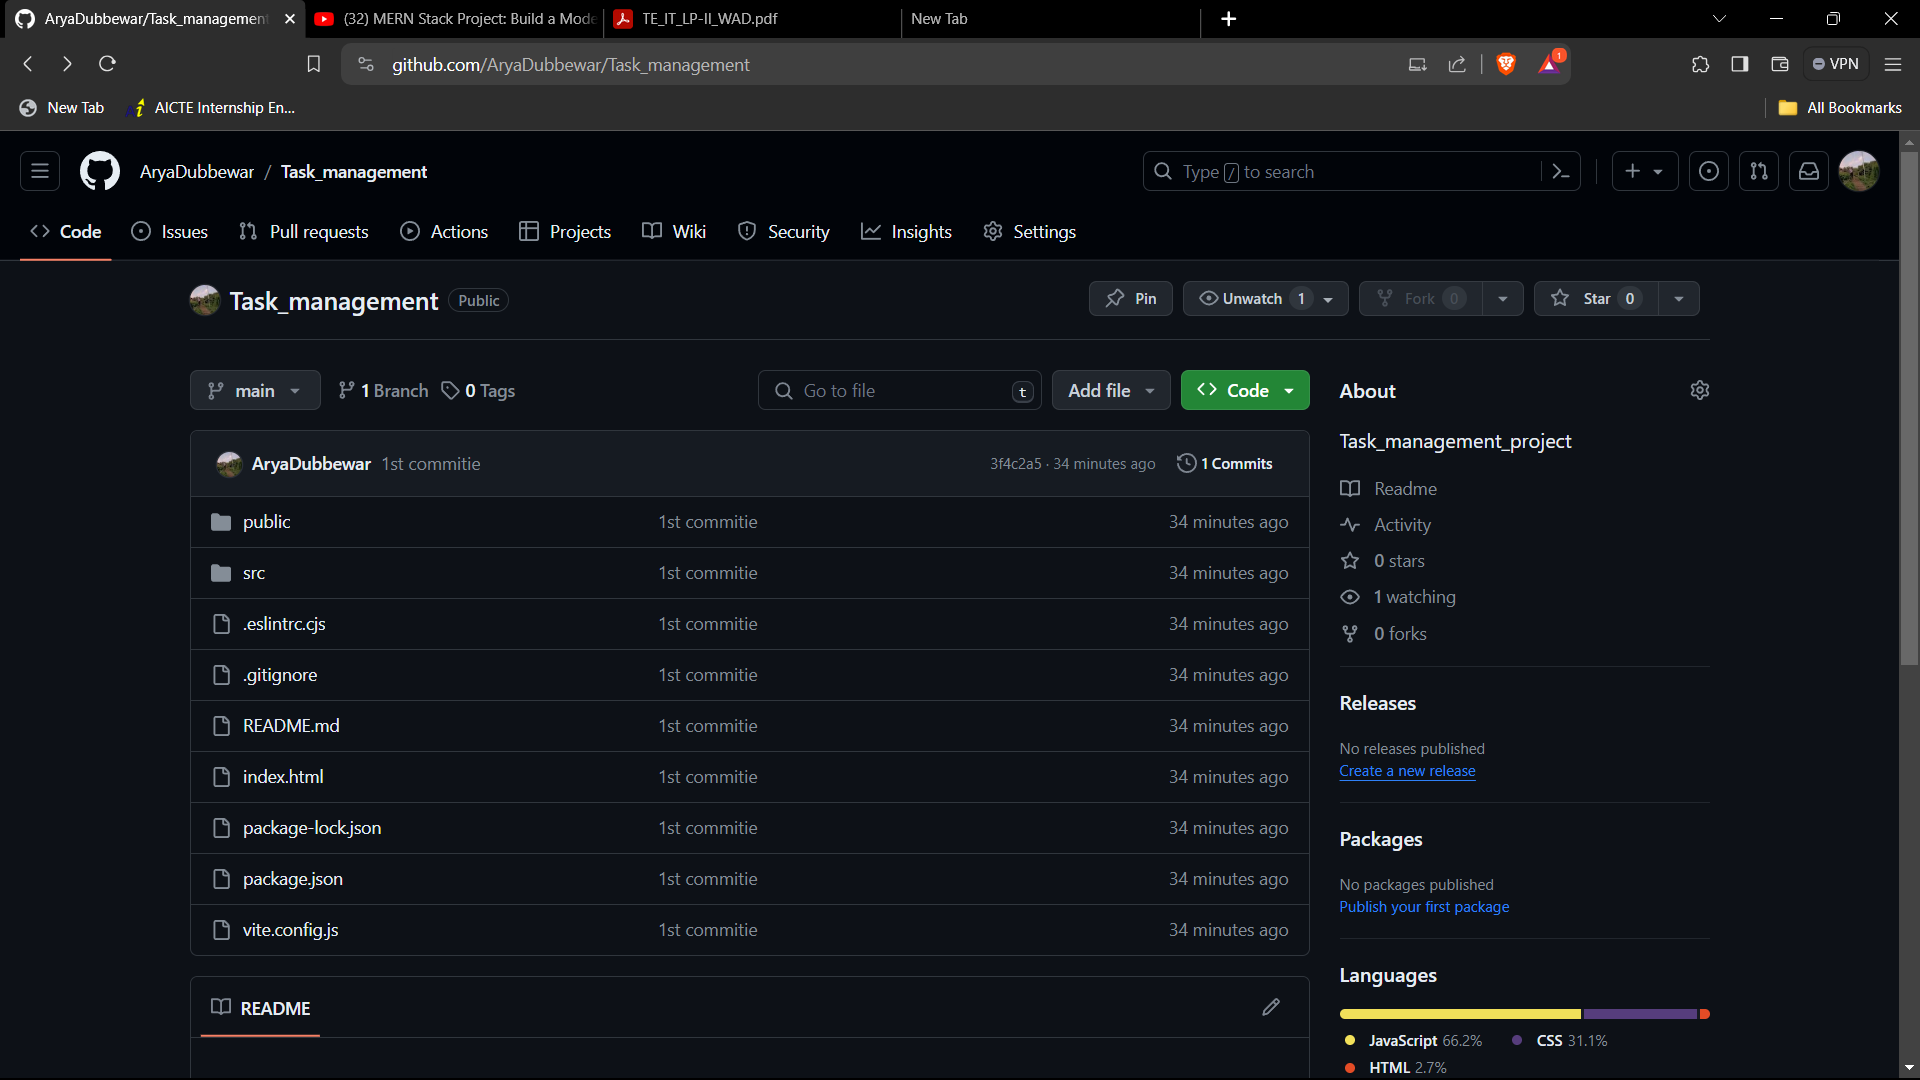 AryaDubbewar/Task_managemen
(32) MERN Stack Project: Build a Mode
TE_IT_LP-II_WAD.pdf
New Tab
github.com/AryaDubbewar/Task_management
1
VPN
New Tab
AICTE Internship En...
All Bookmarks
AryaDubbewar / Task_management
Type / to search
Code
Issues
Pull requests
Actions
Projects
Wiki
Security
Insights
Settings
Task_management Public
Pin
Unwatch 1
Fork 0
Star 0
main
1 Branch
0 Tags
Go to file t
Add file
Code
AryaDubbewar 1st commitie 3f4c2a5 · 34 minutes ago 1 Commits
public 1st commitie 34 minutes ago
src 1st commitie 34 minutes ago
.eslintrc.cjs 1st commitie 34 minutes ago
.gitignore 1st commitie 34 minutes ago
README.md 1st commitie 34 minutes ago
index.html 1st commitie 34 minutes ago
package-lock.json 1st commitie 34 minutes ago
package.json 1st commitie 34 minutes ago
vite.config.js 1st commitie 34 minutes ago
README
About
Task_management_project
Readme
Activity
0 stars
1 watching
0 forks
Releases
No releases published
Create a new release
Packages
No packages published
Publish your first package
Languages
JavaScript 66.2% CSS 31.1%
HTML 2.7%